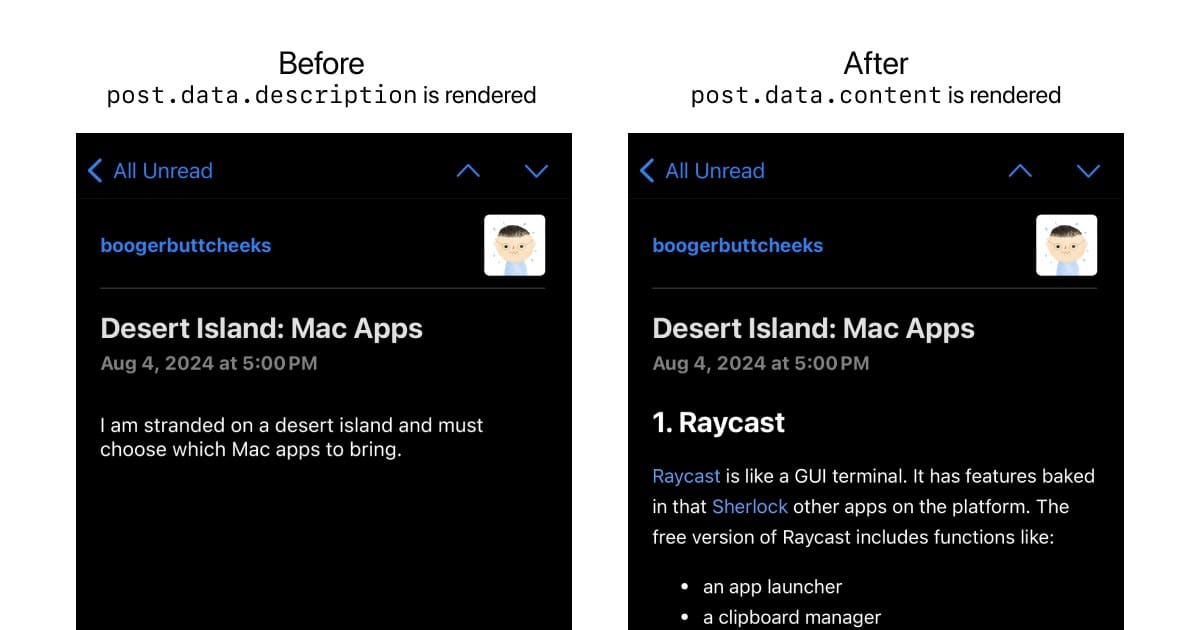 Before
post.data.description is rendered
All Unread
boogerbuttcheeks
Desert Island: Mac Apps
Aug 4, 2024 at 5:00 PM
I am stranded on a desert island and must
choose which Mac apps to bring.
After
post.data.content is rendered
All Unread
boogerbuttcheeks
Desert Island: Mac Apps
Aug 4, 2024 at 5:00 PM
1. Raycast
Raycast is like a GUI terminal. It has features baked
in that Sherlock other apps on the platform. The
free version of Raycast includes functions like:
• an app launcher
• a clipboard manager